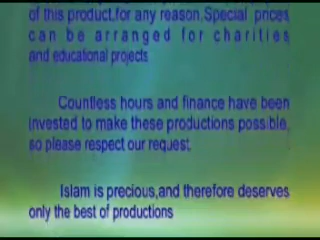 of this product,for any reason.Special prices
can be arranged for charities
and educational projects
Countless hours and finance have been
invested to make these productions possible,
so please respect our request.
Islam is precious,and therefore deserves
only the best of productions